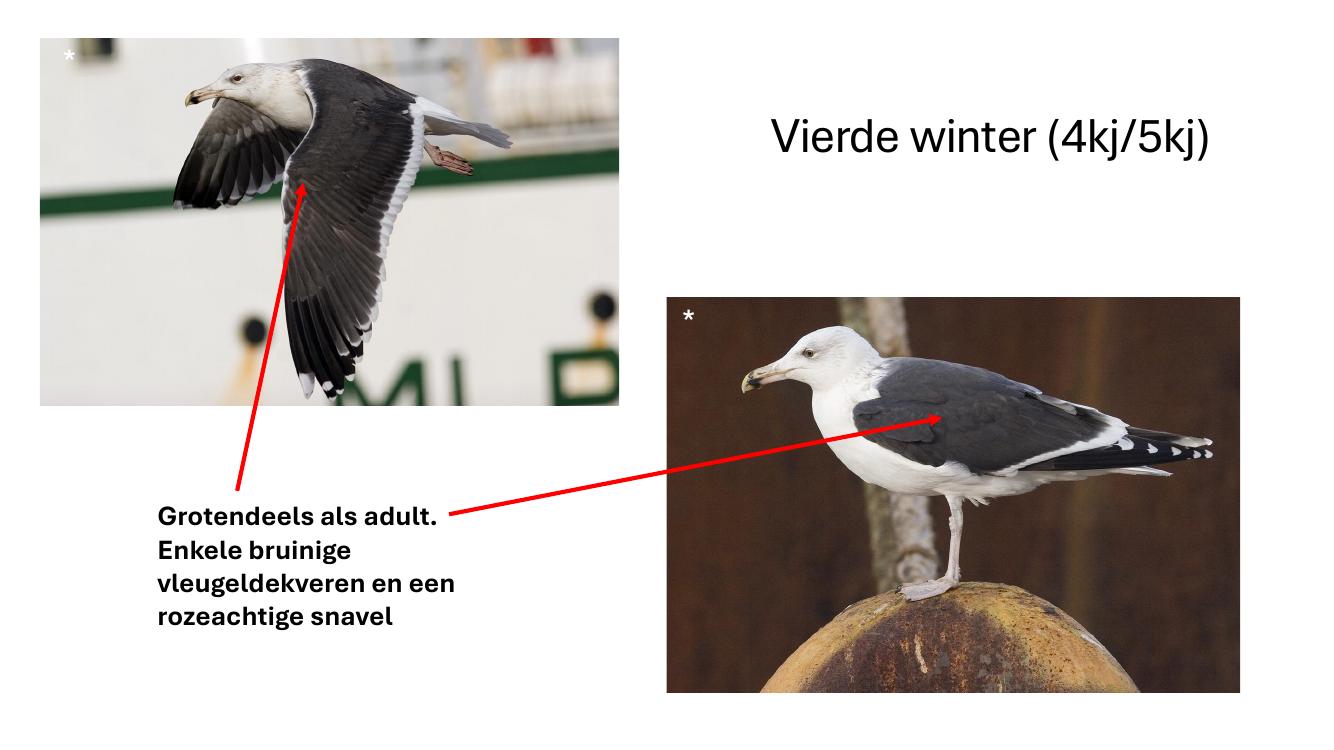 *
Vierde winter (4kj/5kj)
*
Grotendeels als adult.
Enkele bruinige
vleugeldekveren en een
rozeachtige snavel